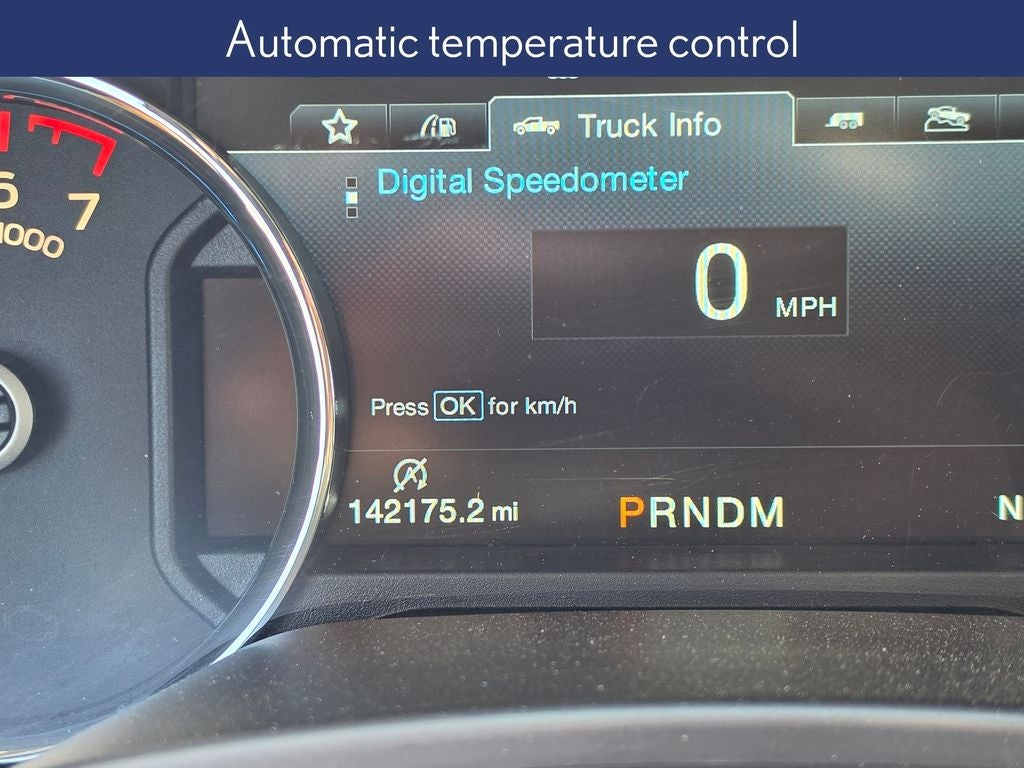 Automatic temperature control
Truck Info
Digital Speedometer
6
7
1000
0 MPH
Press OK for km/h
A
142175.2 mi
PRNDM
N